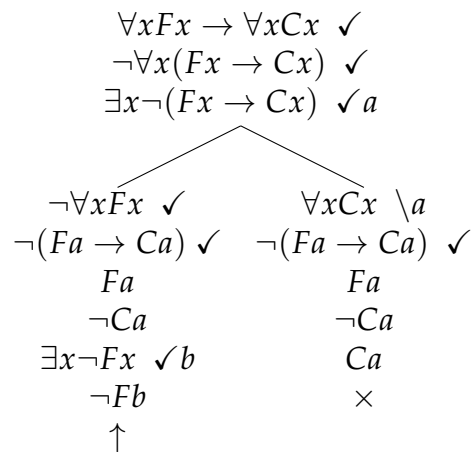 ∀xFx → ∀xCx ✓
¬∀x(Fx → Cx) ✓
∃x¬(Fx → Cx) ✓a
¬∀xFx ✓
¬(Fa → Ca) ✓
Fa
¬Ca
∃x¬Fx ✓b
¬Fb
↑
∀xCx \a
¬(Fa → Ca) ✓
Fa
¬Ca
Ca
×